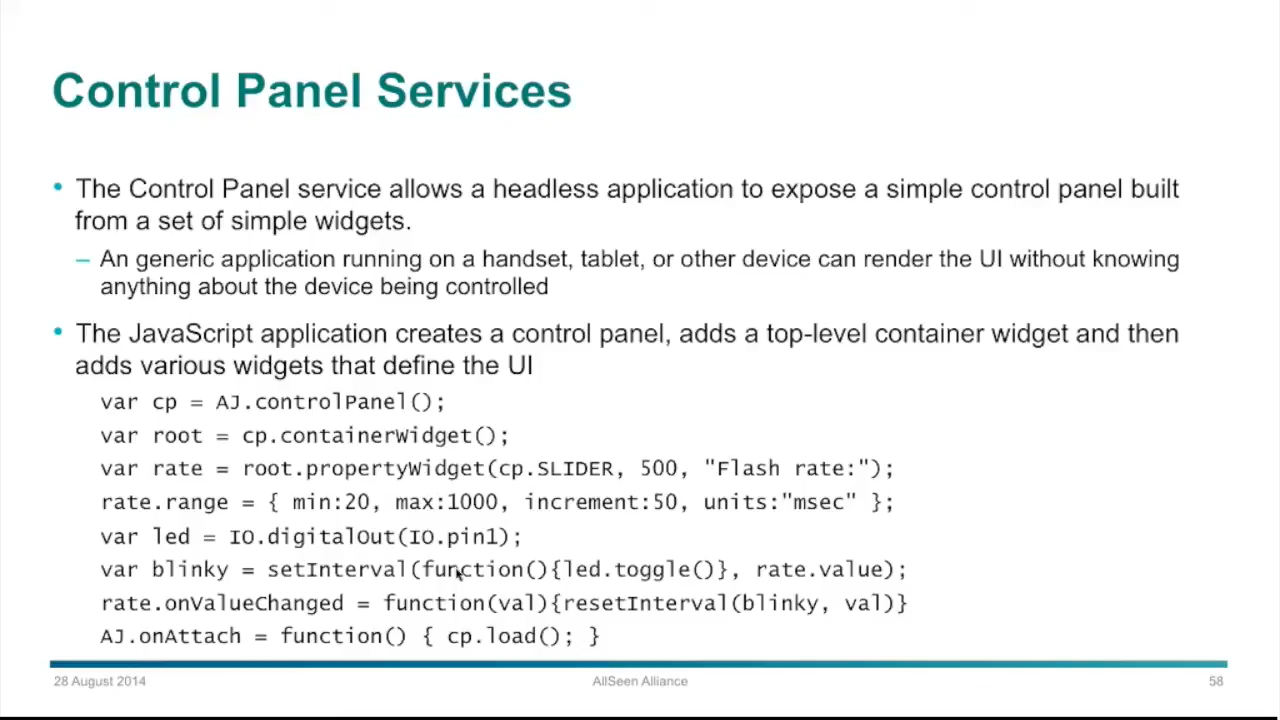 Control Panel Services
• The Control Panel service allows a headless application to expose a simple control panel built
from a set of simple widgets.
– An generic application running on a handset, tablet, or other device can render the UI without knowing
anything about the device being controlled
• The JavaScript application creates a control panel, adds a top-level container widget and then
adds various widgets that define the UI
var cp = AJ.controlPanel();
var root = cp.containerWidget();
var rate = root.propertyWidget(cp.SLIDER, 500, "Flash rate:");
rate.range = { min:20, max:1000, increment:50, units:"msec" };
var led = IO.digitalOut(IO.pin1);
var blinky = setInterval(function(){led.toggle()}, rate.value);
rate.onValueChanged = function(val){resetInterval(blinky, val)}
AJ.onAttach = function() { cp.load(); }
28 August 2014
AllSeen Alliance
58